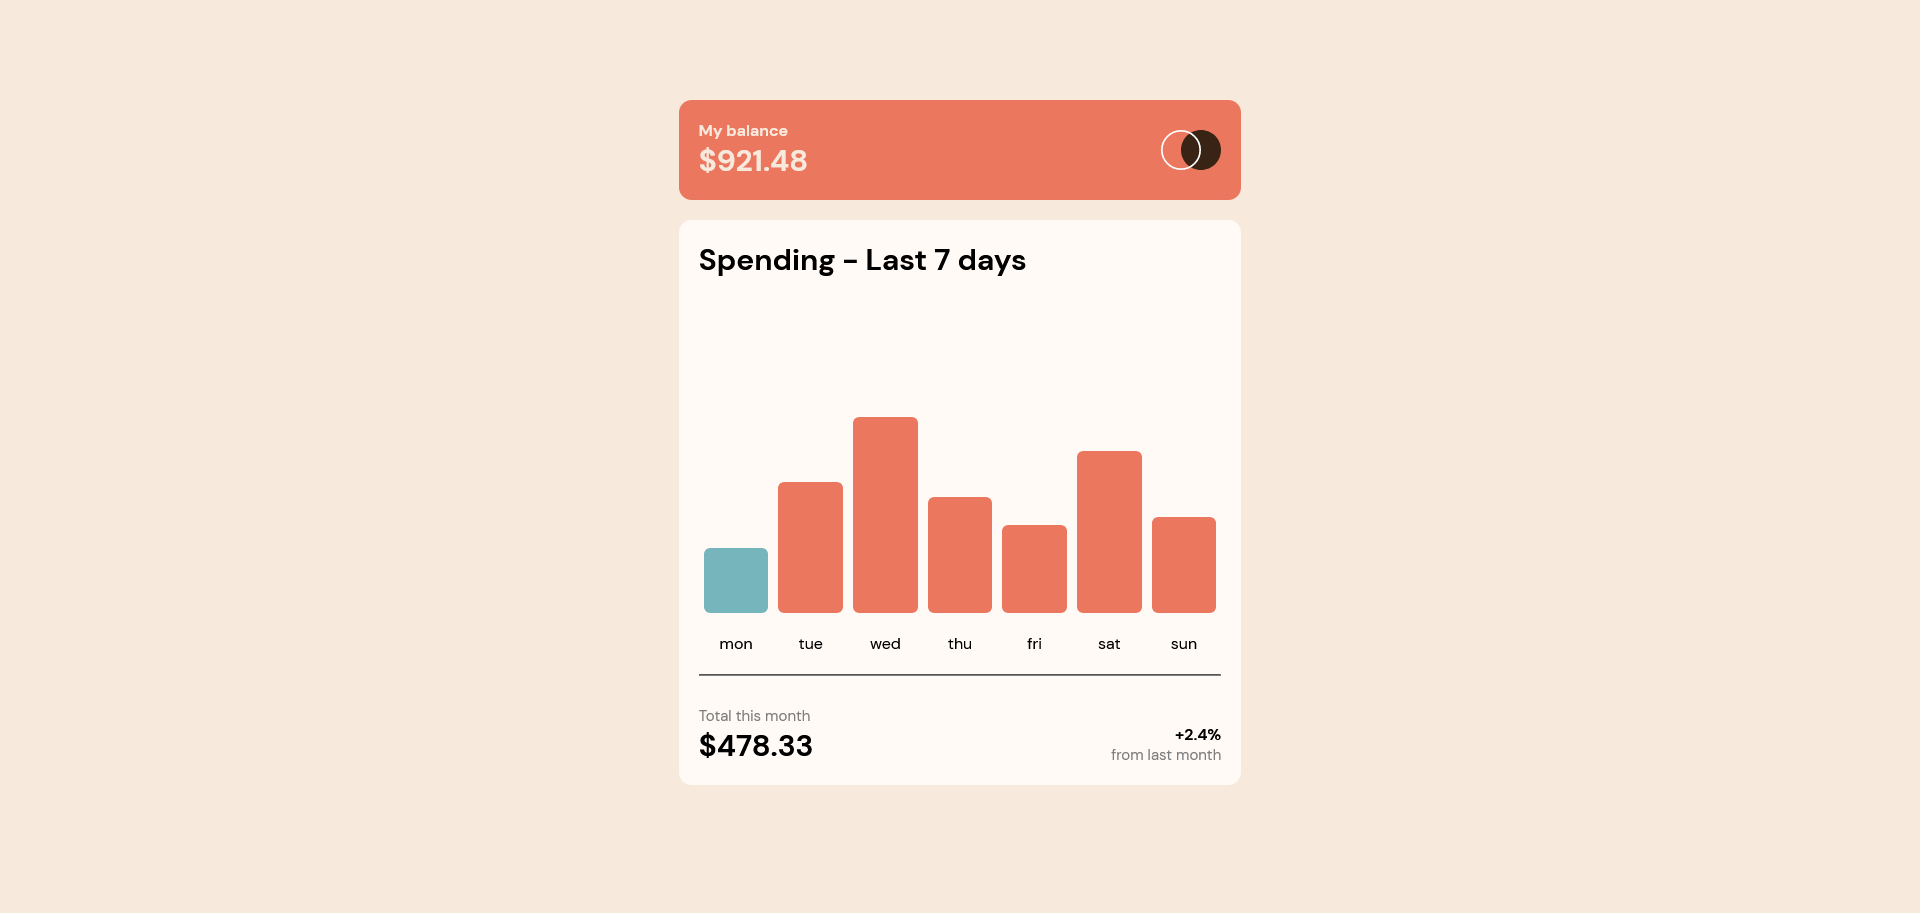 My balance
$921.48
Spending - Last 7 days
mon tue wed thu fri sat sun
Total this month
$478.33
+2.4%
from last month